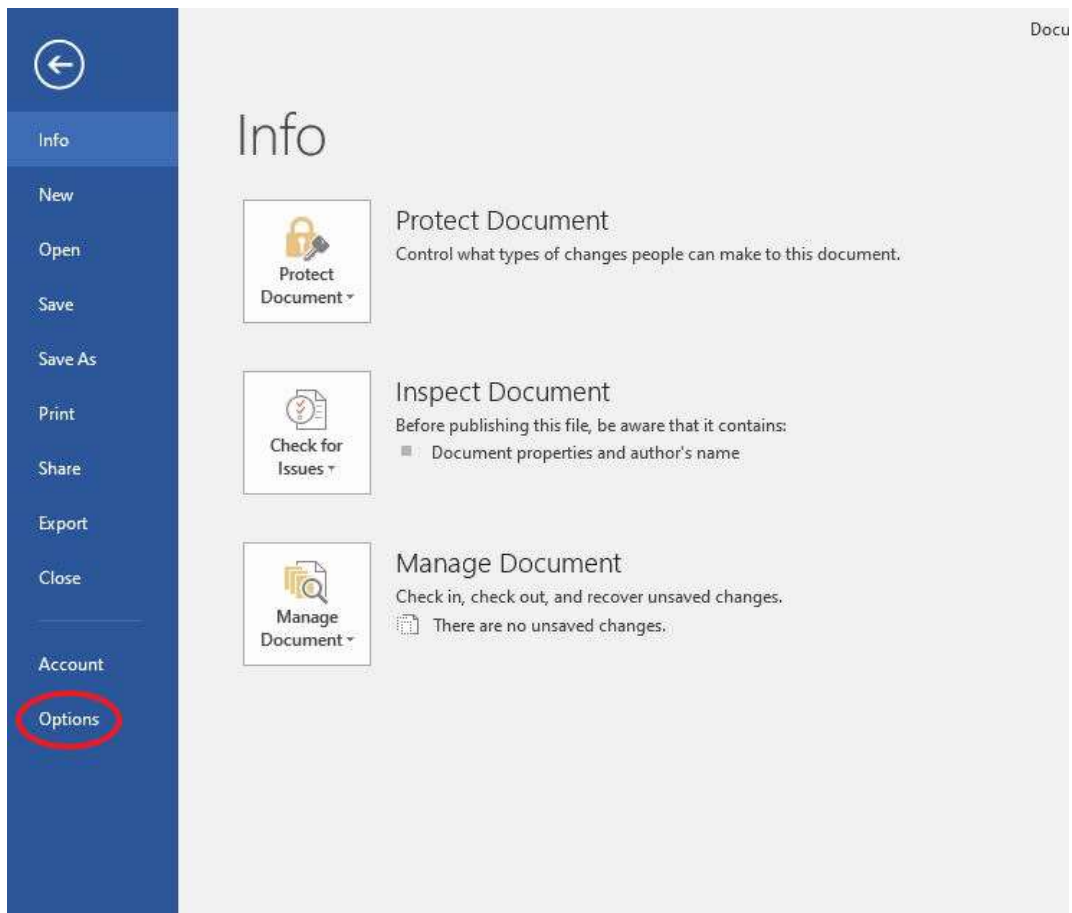 Docu
Info
New
Open
Save
Save As
Print
Share
Export
Close
Account
Options
Info
Protect
Document
Protect Document
Control what types of changes people can make to this document.
Check for
Issues
Inspect Document
Before publishing this file, be aware that it contains:
Document properties and author's name
Manage
Document
Manage Document
Check in, check out, and recover unsaved changes.
There are no unsaved changes.